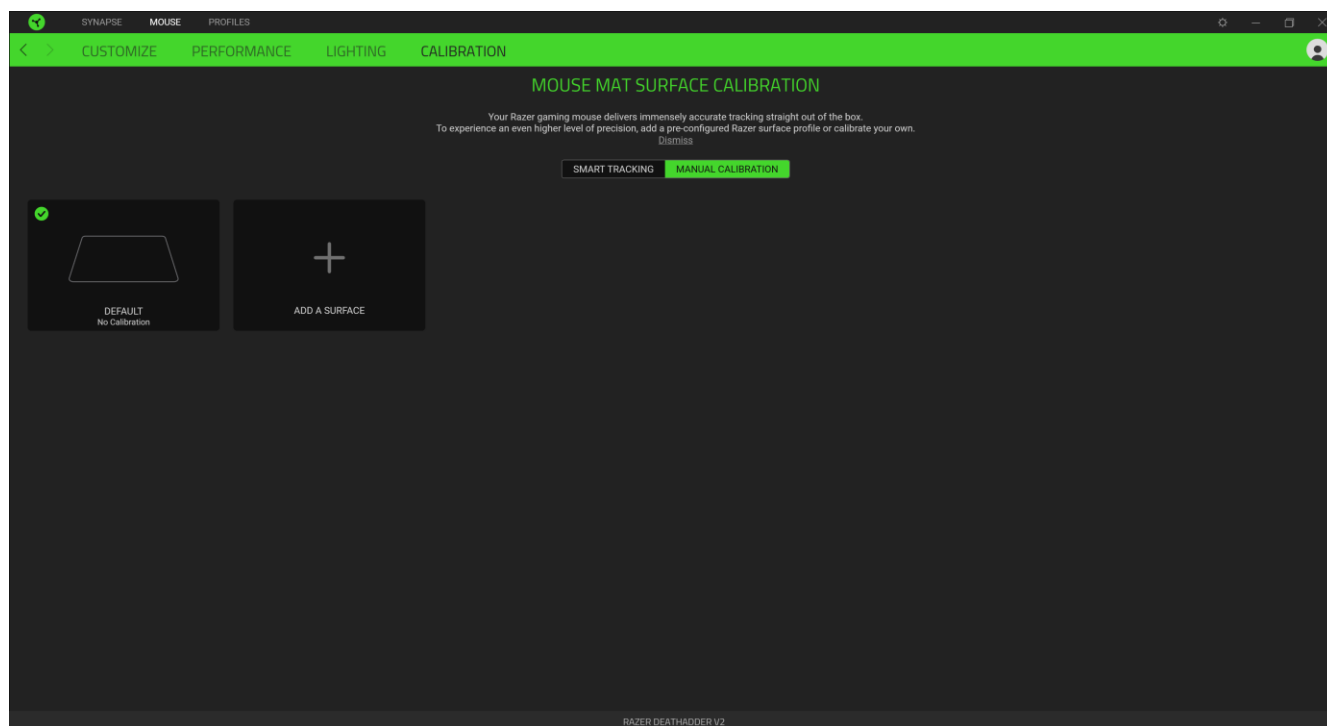 SYNAPSE MOUSE PROFILES
CUSTOMIZE PERFORMANCE LIGHTING CALIBRATION
MOUSE MAT SURFACE CALIBRATION
Your Razer gaming mouse delivers immensely accurate tracking straight out of the box.
To experience an even higher level of precision, add a pre-configured Razer surface profile or calibrate your own.
Dismiss
SMART TRACKING MANUAL CALIBRATION
DEFAULT
No Calibration
ADD A SURFACE
RAZER DEATHADDER V2